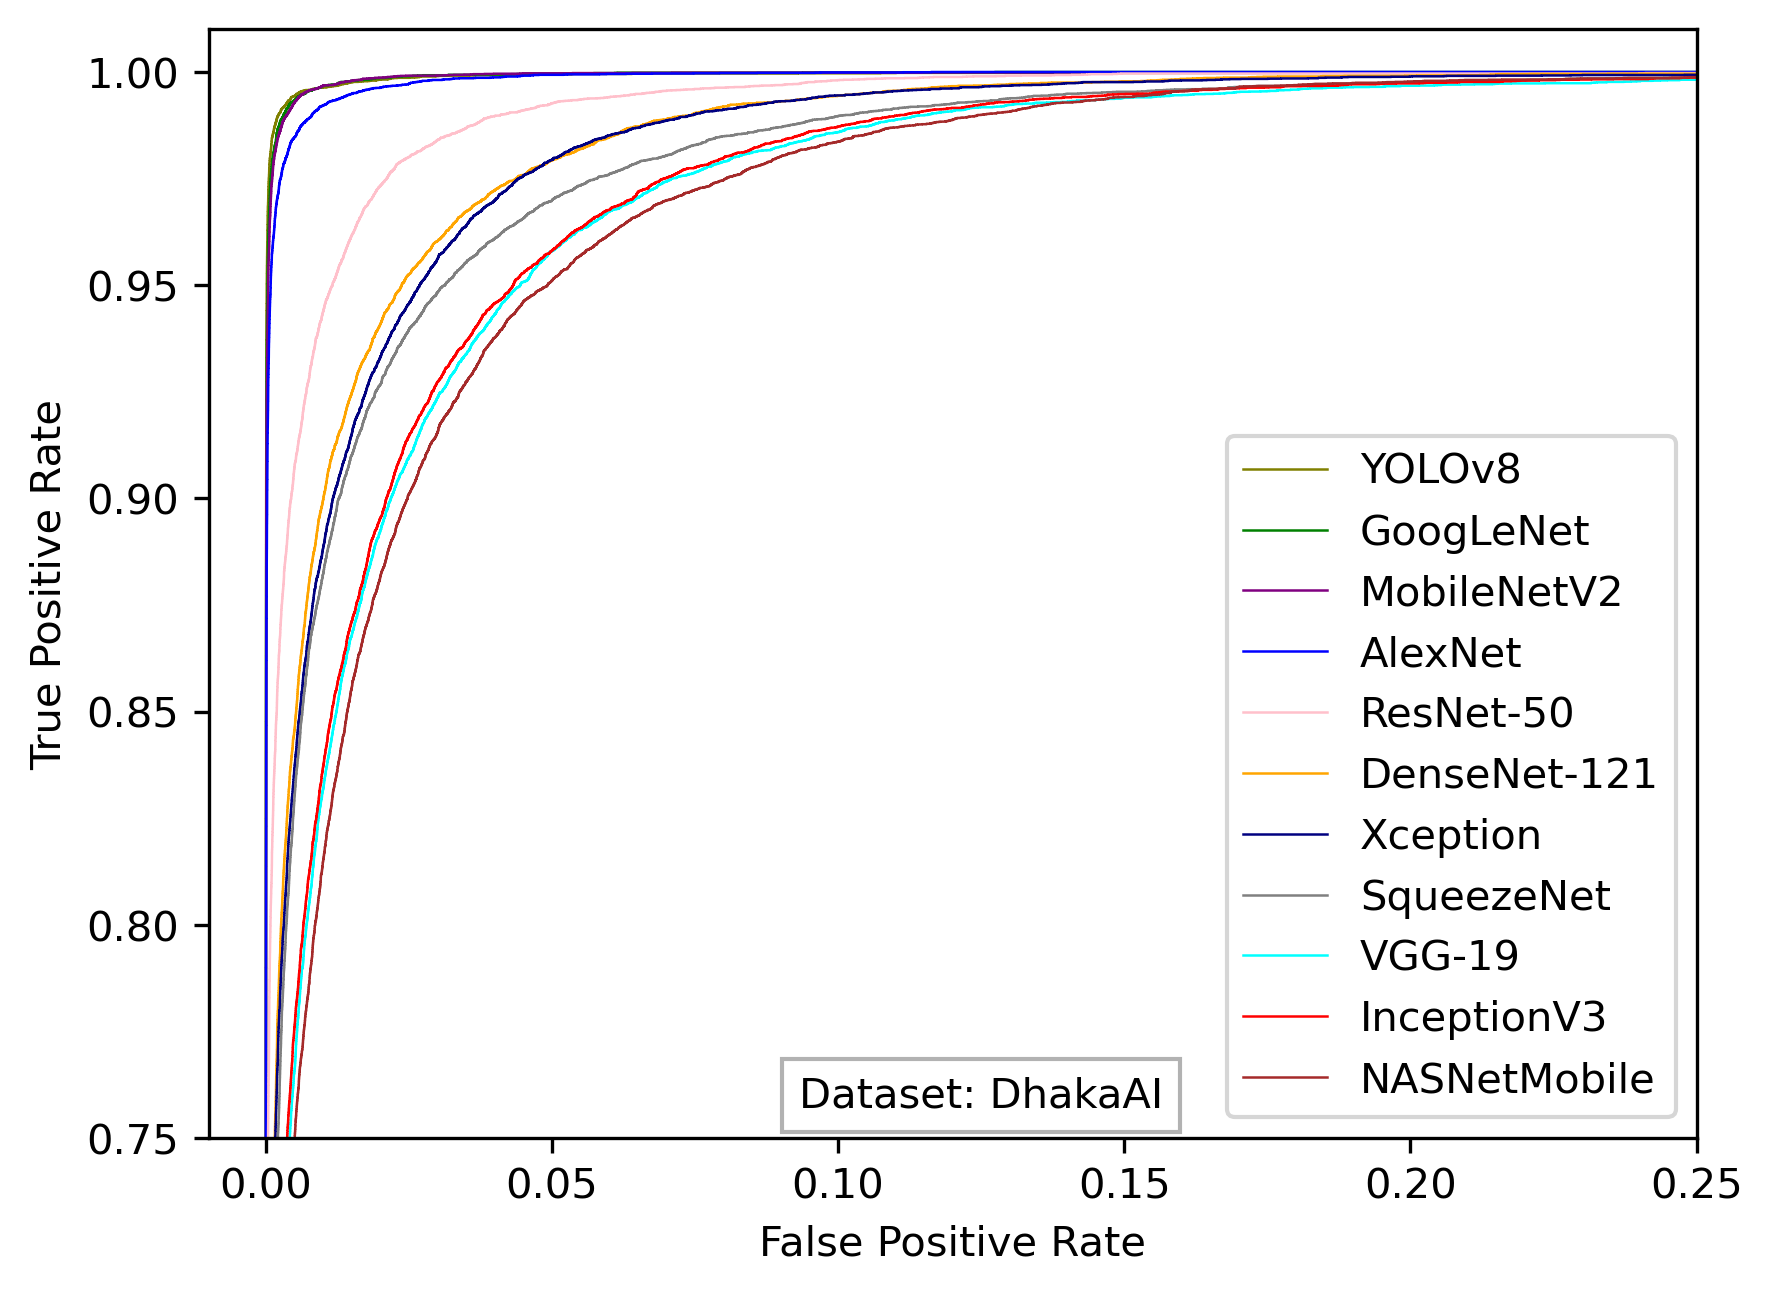 1.00
0.95
0.90
0.85
0.80
0.75
True Positive Rate
0.00
0.05
0.10
0.15
0.20
0.25
False Positive Rate
YOLOv8
GoogLeNet
MobileNetV2
AlexNet
ResNet-50
DenseNet-121
Xception
SqueezeNet
VGG-19
InceptionV3
NASNetMobile
Dataset: DhakaAI